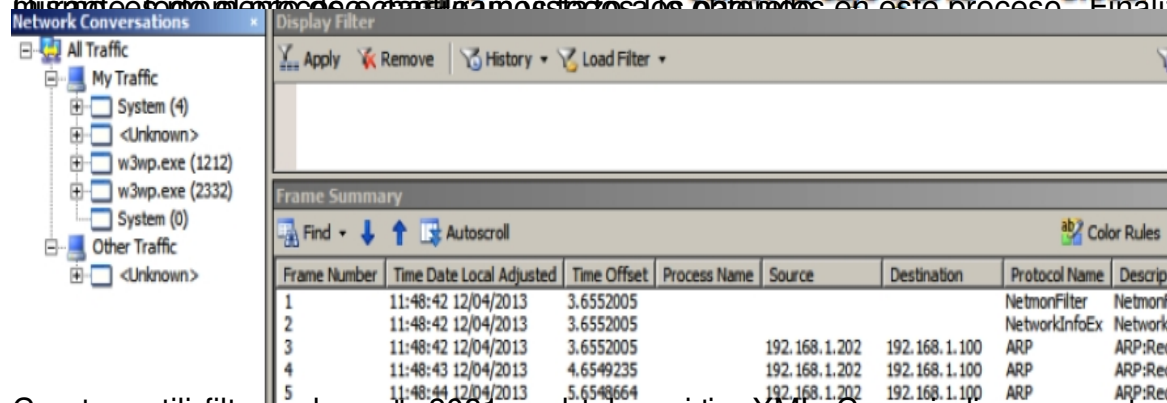 en este proceso. Finali
Network Conversations
All Traffic
My Traffic
System (4)
<Unknown>
w3wp.exe (1212)
w3wp.exe (2332)
System (0)
Other Traffic
<Unknown>
Display Filter
Apply Remove History Load Filter
Frame Summary
Find Autoscroll Color Rules
Frame Number Time Date Local Adjusted Time Offset Process Name Source Destination Protocol Name Descrip
1 11:48:42 12/04/2013 3.6552005 NetmonFilter Netmon
2 11:48:42 12/04/2013 3.6552005 NetworkInfoEx Network
3 11:48:42 12/04/2013 3.6552005 192.168.1.202 192.168.1.100 ARP ARP:Rec
4 11:48:43 12/04/2013 4.6549235 192.168.1.202 192.168.1.100 ARP ARP:Rec
5 11:48:44 12/04/2013 5.6548664 192.168.1.202 192.168.1.100 ARP ARP:Rec